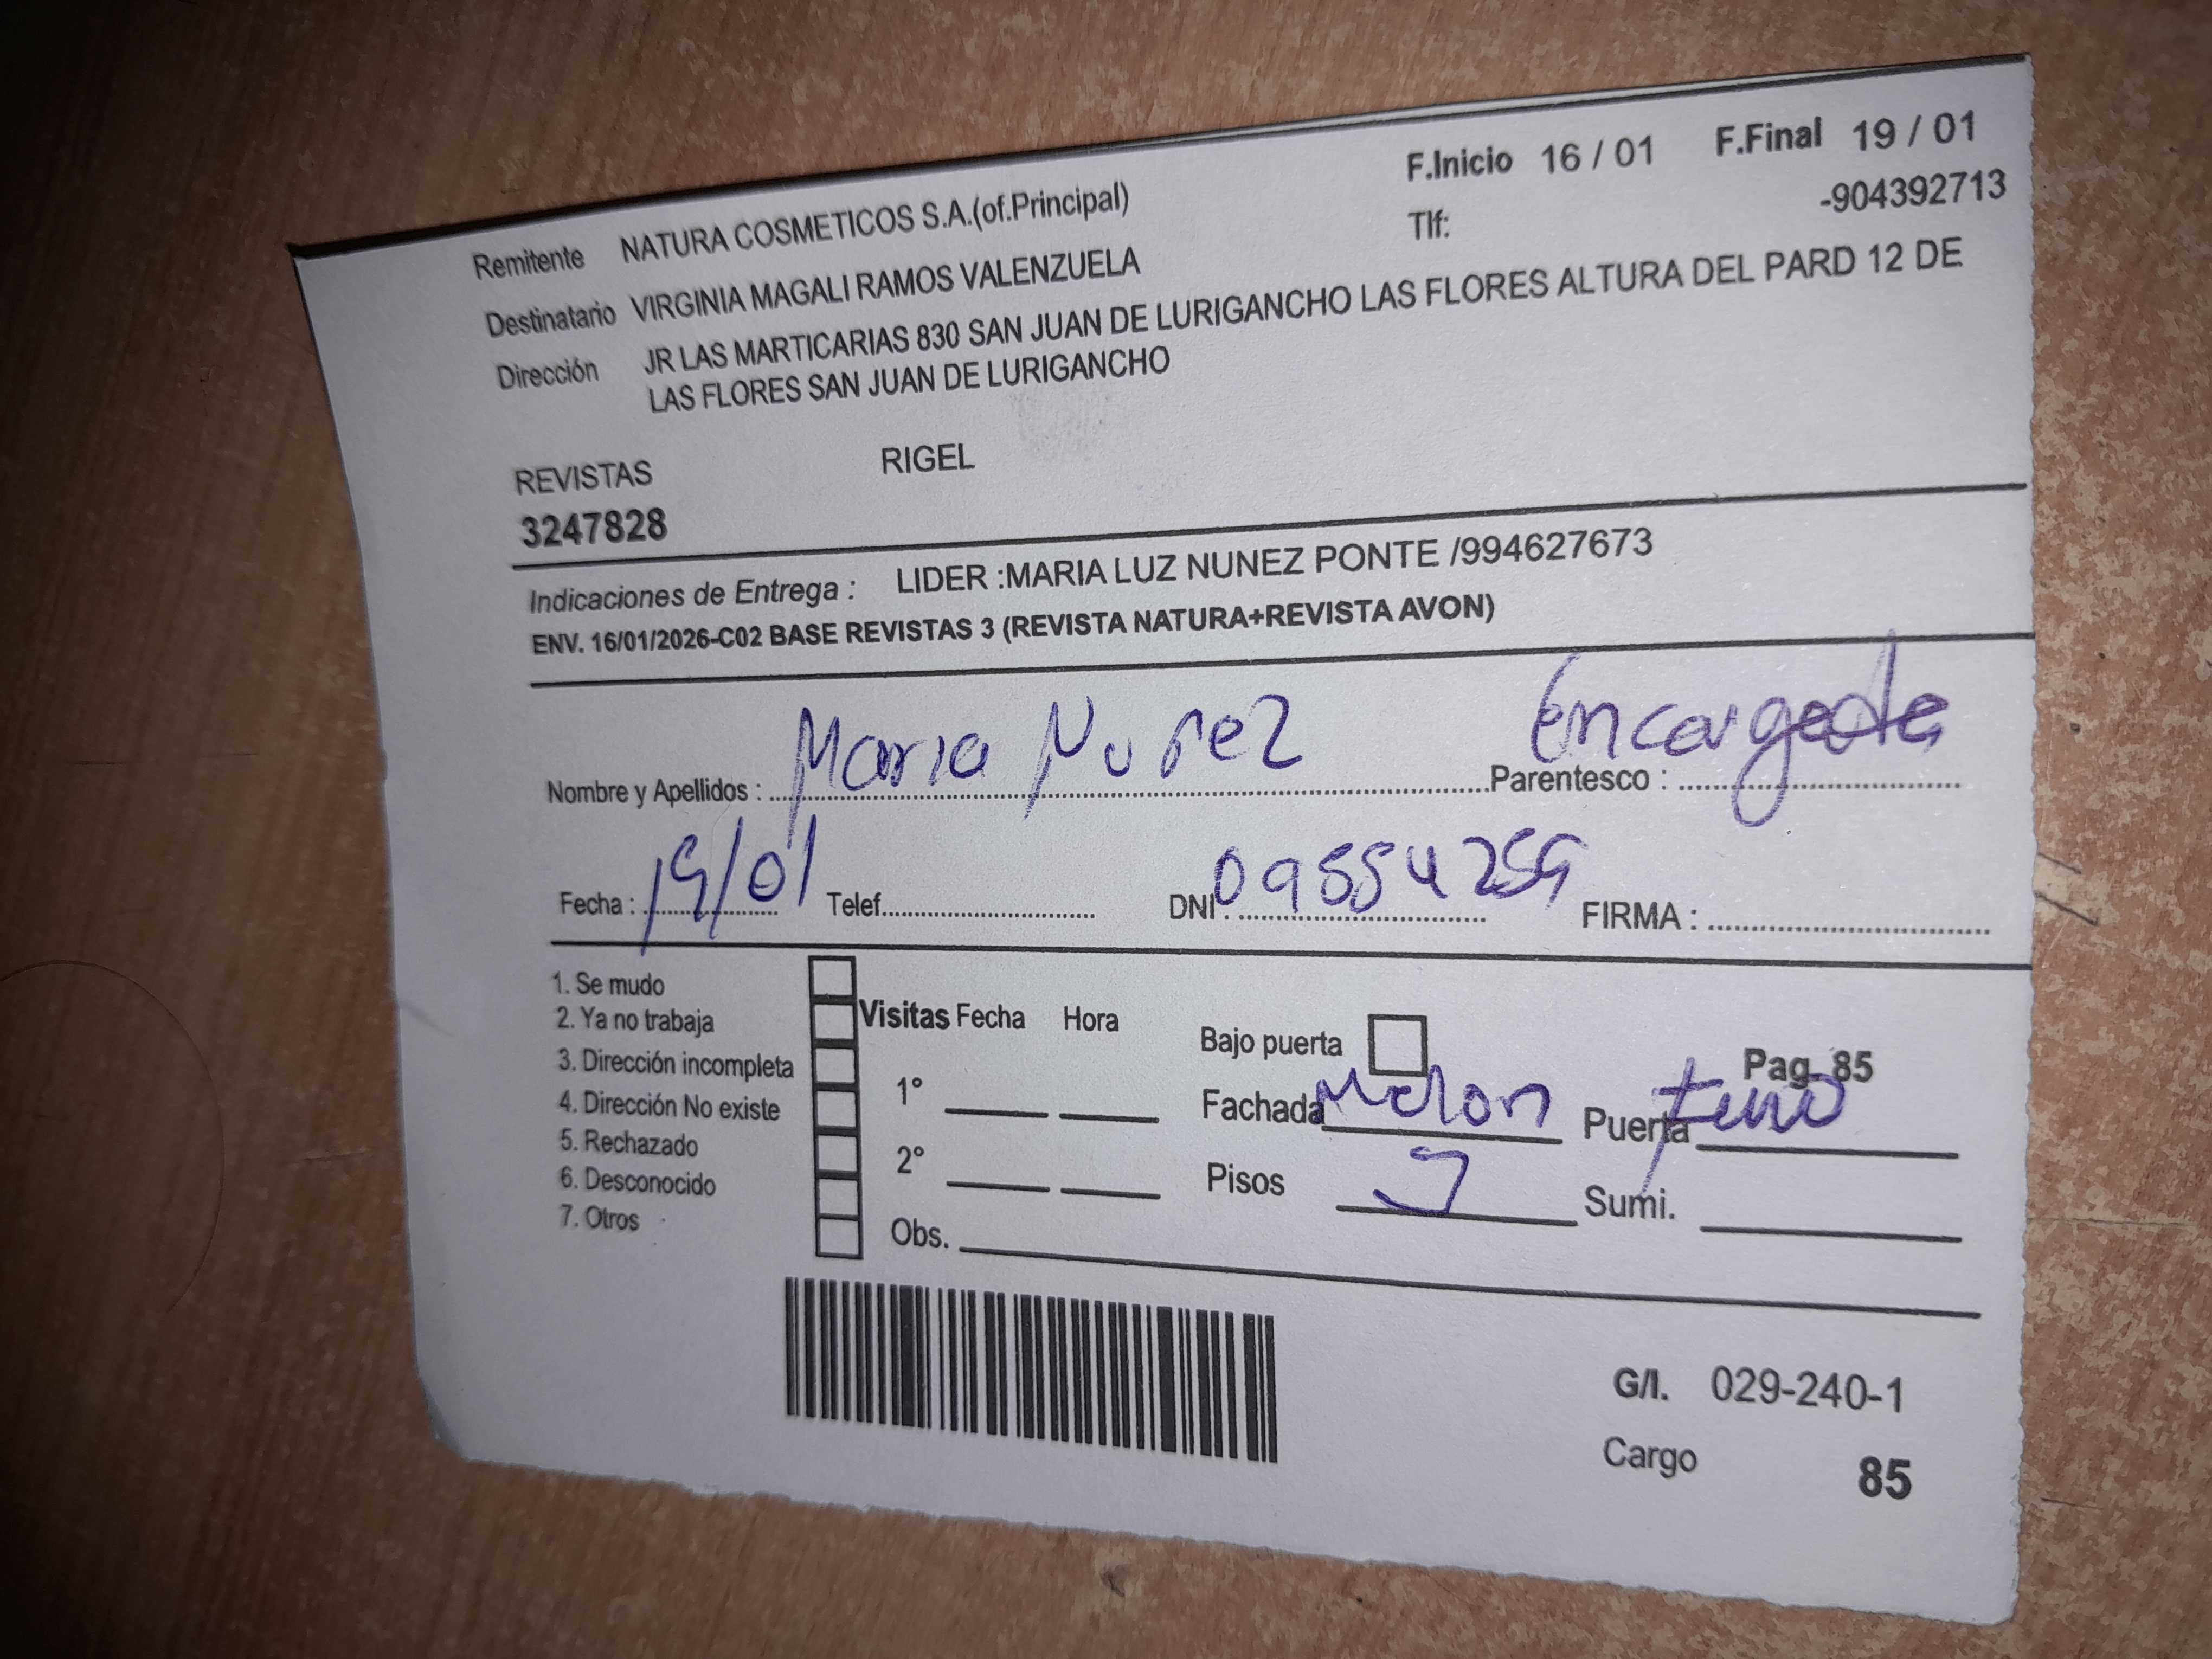 Remitente NATURA COSMETICOS S.A.(of.Principal) F.Inicio 16 / 01 F.Final 19 / 01
Destinatario VIRGINIA MAGALI RAMOS VALENZUELA Tlf: -904392713
Dirección JR LAS MARTICARIAS 830 SAN JUAN DE LURIGANCHO LAS FLORES ALTURA DEL PARD 12 DE
LAS FLORES SAN JUAN DE LURIGANCHO
REVISTAS RIGEL
3247828
Indicaciones de Entrega : LIDER :MARIA LUZ NUNEZ PONTE /994627673
ENV. 16/01/2026-C02 BASE REVISTAS 3 (REVISTA NATURA+REVISTA AVON)
Nombre y Apellidos : Maria Nuñez Parentesco : Encargada
Fecha : 19/01 Telef. DNI : 09554259 FIRMA :
1. Se mudo
2. Ya no trabaja
3. Dirección incompleta
4. Dirección No existe
5. Rechazado
6. Desconocido
7. Otros
Visitas Fecha Hora
1°
2°
Obs.
Bajo puerta Pag. 85
Fachada Melon Puerta
Pisos Sumi.
G/I. 029-240-1
Cargo 85